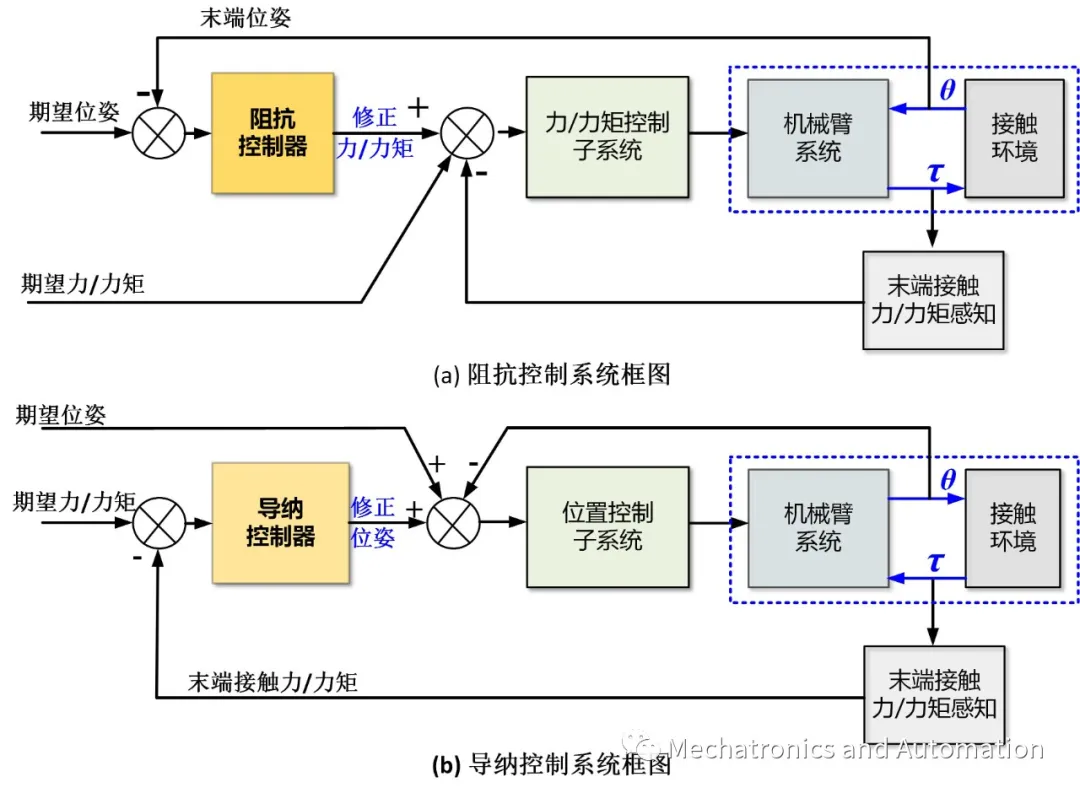 末端位姿
-
期望位姿
阻抗
控制器
修正
力/力矩
+
-
力/力矩控制
子系统
机械臂
系统
θ
τ
接触
环境
期望力/力矩
末端接触
力/力矩感知
(a) 阻抗控制系统框图
期望位姿
+
-
期望力/力矩
-
导纳
控制器
修正
位姿
+
位置控制
子系统
机械臂
系统
θ
τ
接触
环境
末端接触力/力矩
末端接触
力/力矩感知
Mechatronics and Automation
(b) 导纳控制系统框图